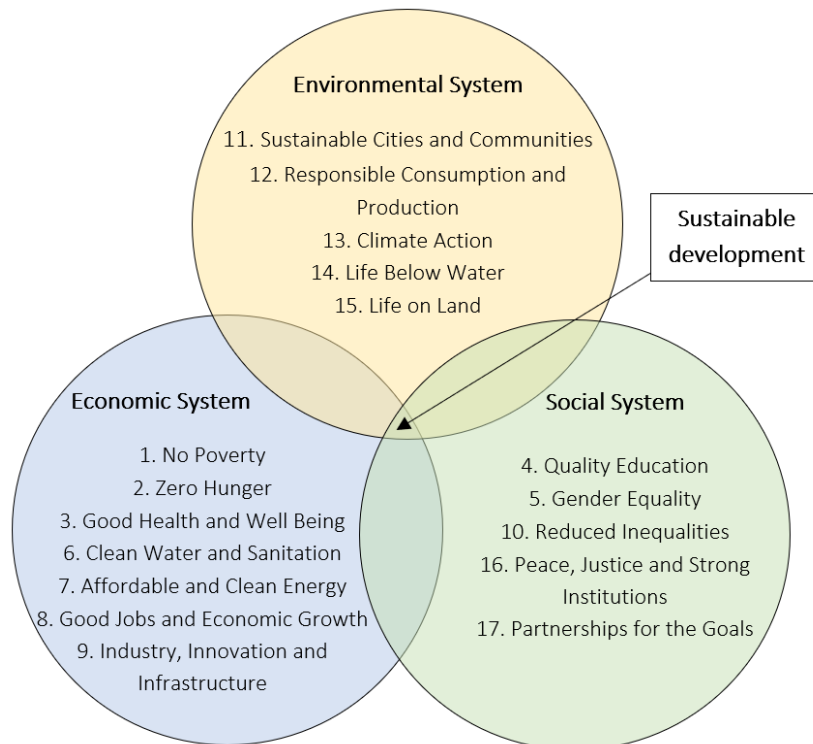 Environmental System
11. Sustainable Cities and Communities
12. Responsible Consumption and
Production
13. Climate Action
14. Life Below Water
15. Life on Land
Sustainable
development
Economic System
1. No Poverty
2. Zero Hunger
3. Good Health and Well Being
6. Clean Water and Sanitation
7. Affordable and Clean Energy
8. Good Jobs and Economic Growth
9. Industry, Innovation and
Infrastructure
Social System
4. Quality Education
5. Gender Equality
10. Reduced Inequalities
16. Peace, Justice and Strong
Institutions
17. Partnerships for the Goals